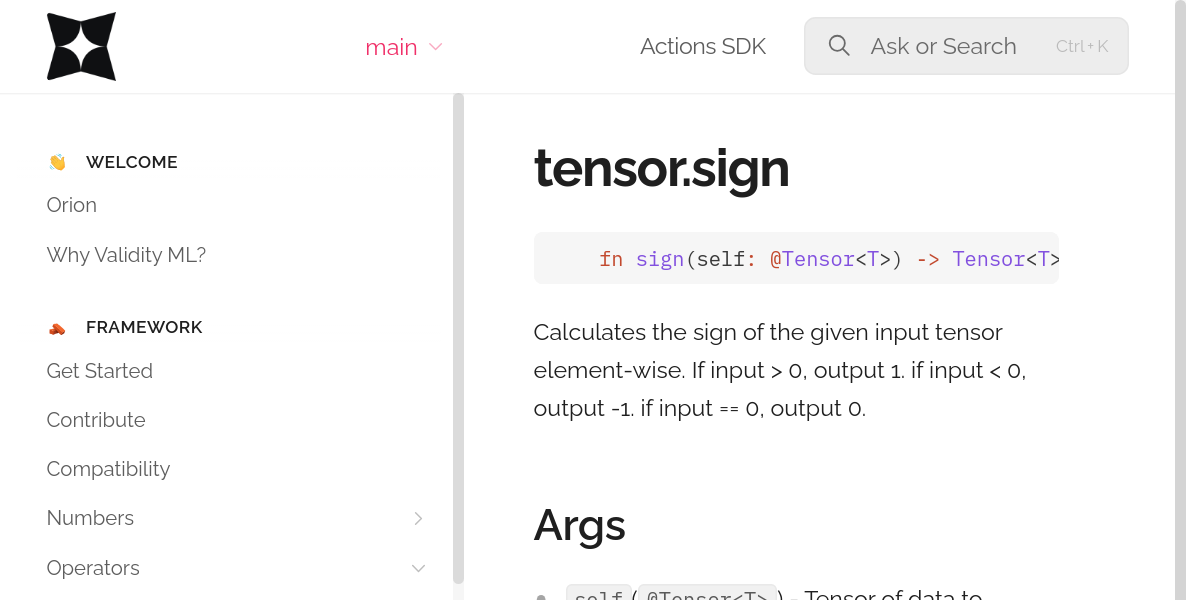 main
Actions SDK
Ask or Search
Ctrl + K
👋 WELCOME
Orion
Why Validity ML?
🧱 FRAMEWORK
Get Started
Contribute
Compatibility
Numbers
Operators
tensor.sign
fn sign(self: @Tensor<T>) -> Tensor<T>
Calculates the sign of the given input tensor
element-wise. If input > 0, output 1. if input < 0,
output -1. if input == 0, output 0.
Args
self(@Tensor<T>) - Tensor of data to